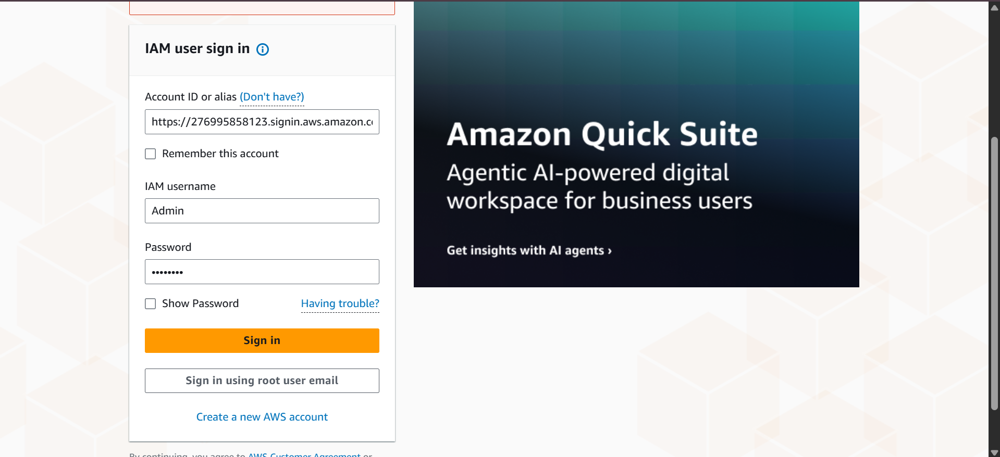 IAM user sign in
Account ID or alias (Don't have?)
https://276995858123.signin.aws.amazon.c
Remember this account
IAM username
Admin
Password
••••••••
Show Password
Having trouble?
Sign in
Sign in using root user email
Create a new AWS account
By continuing, you agree to AWS Customer Agreement or
Amazon Quick Suite
Agentic AI-powered digital
workspace for business users
Get insights with AI agents ›